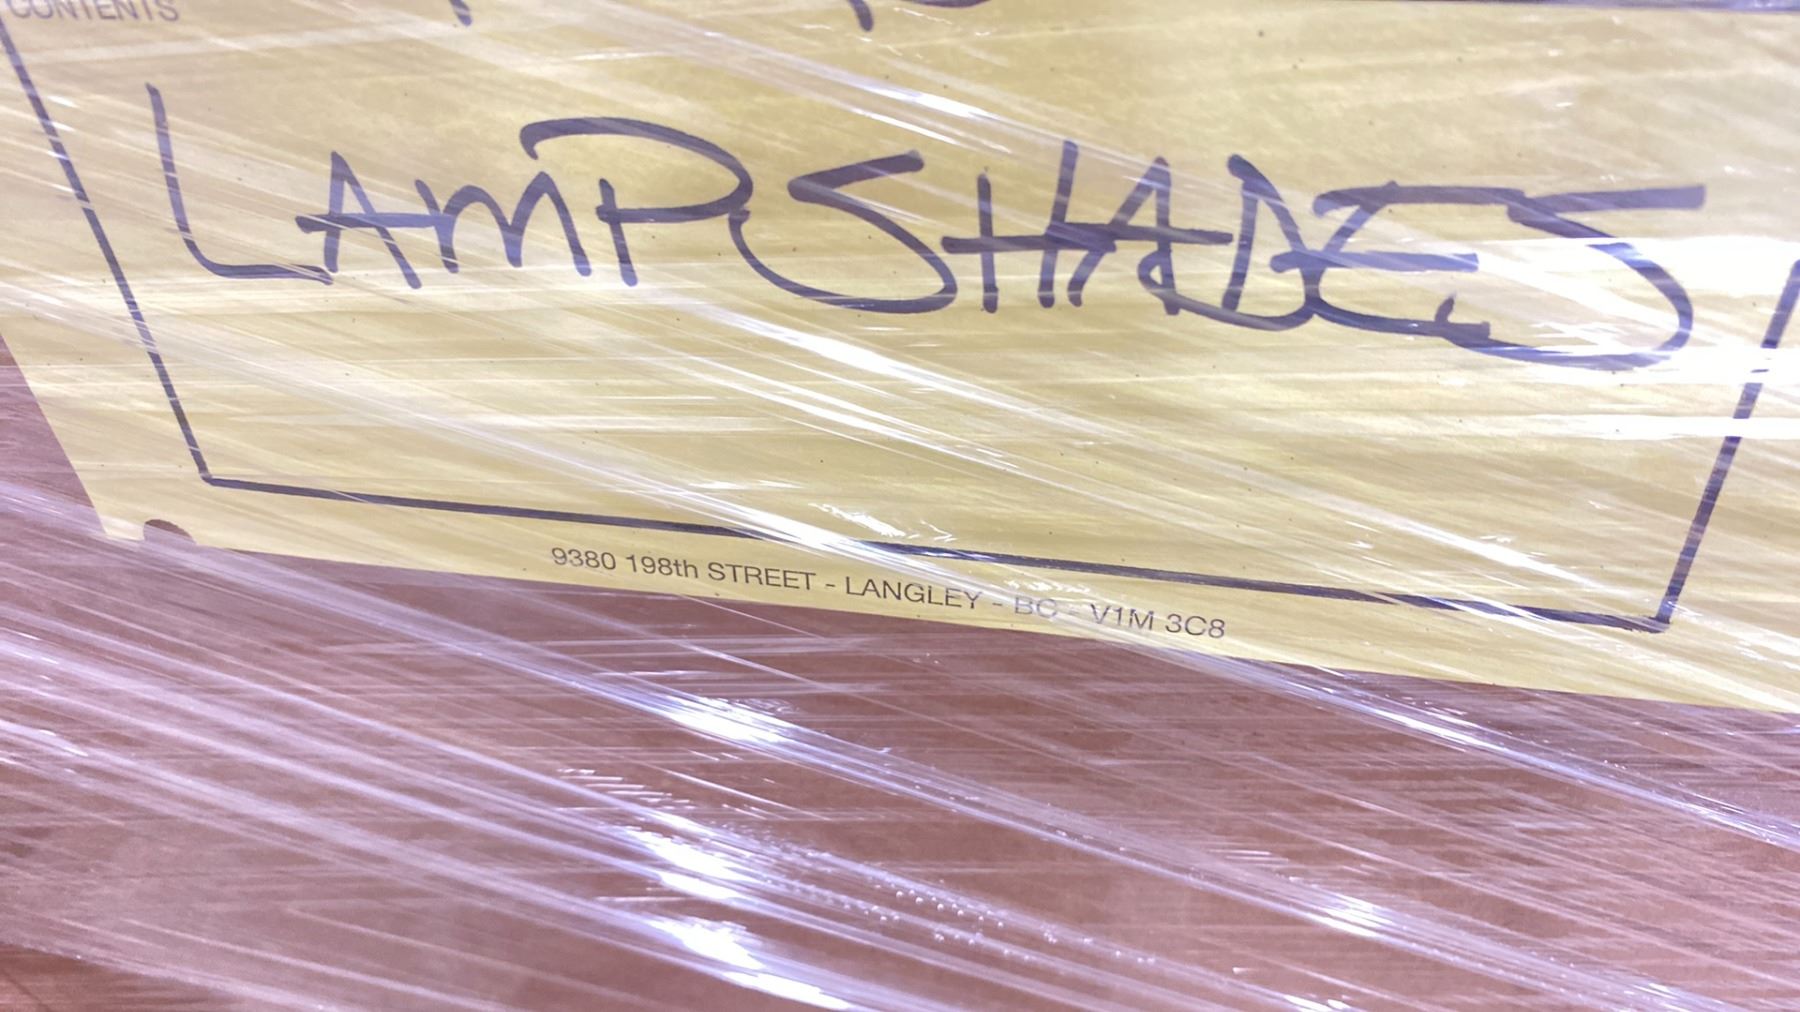 CONTENTS
LAMPSHADES
9380 198th STREET - LANGLEY - BC - V1M 3C8